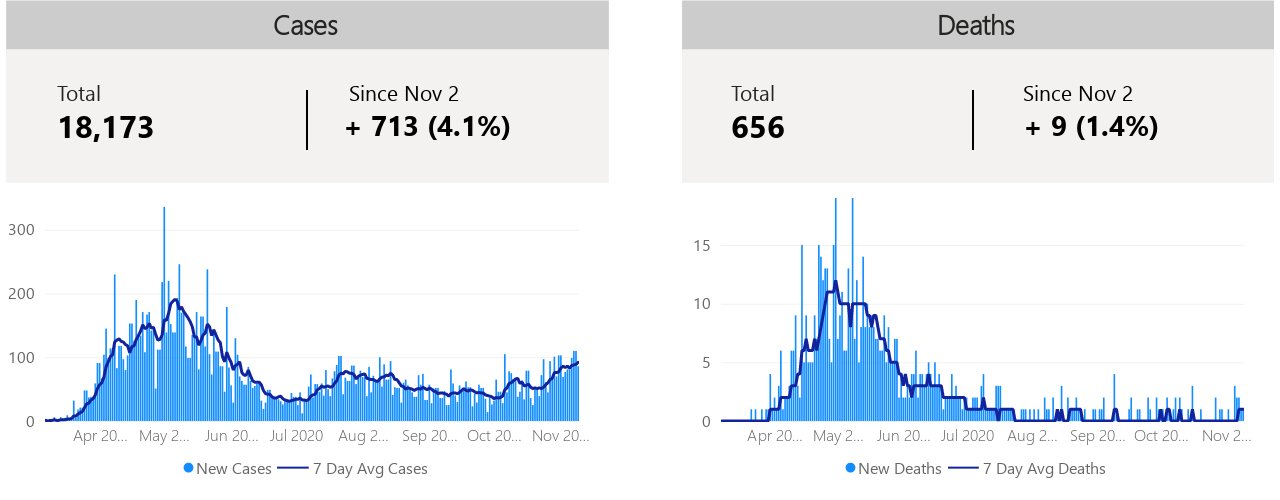 Cases
Total
18,173
Since Nov 2
+ 713 (4.1%)
300
200
100
0
Apr 20... May 2... Jun 20... Jul 2020 Aug 2... Sep 20... Oct 20... Nov 20...
New Cases 7 Day Avg Cases
Deaths
Total
656
Since Nov 2
+ 9 (1.4%)
15
10
5
0
Apr 20... May 2... Jun 20... Jul 2020 Aug 2... Sep 20... Oct 20... Nov 2...
New Deaths 7 Day Avg Deaths